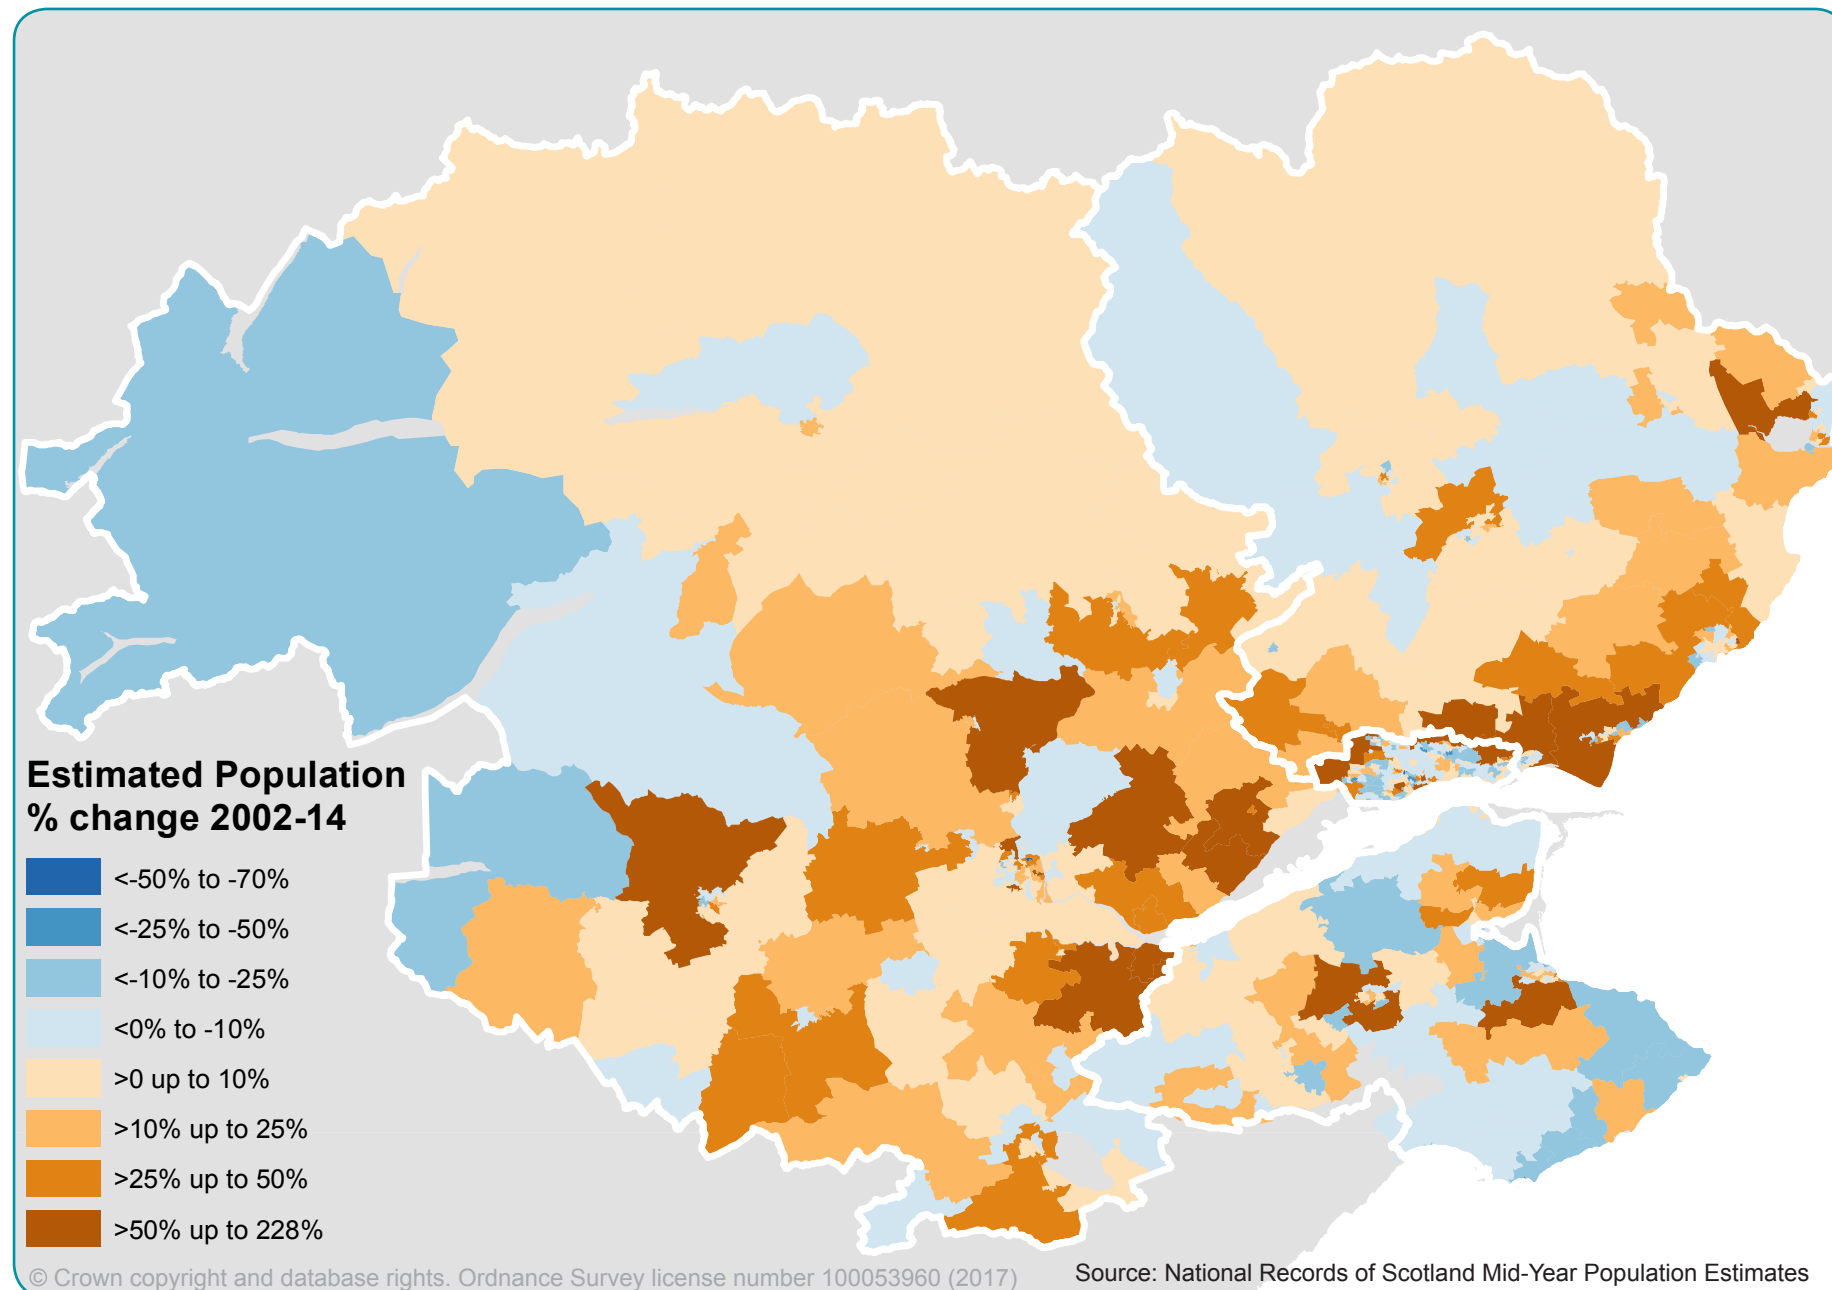 Estimated Population
% change 2002-14
<-50% to -70%
<-25% to -50%
<-10% to -25%
<0% to -10%
>0 up to 10%
>10% up to 25%
>25% up to 50%
>50% up to 228%
© Crown copyright and database rights. Ordnance Survey license number 100053960 (2017)
Source: National Records of Scotland Mid-Year Population Estimates